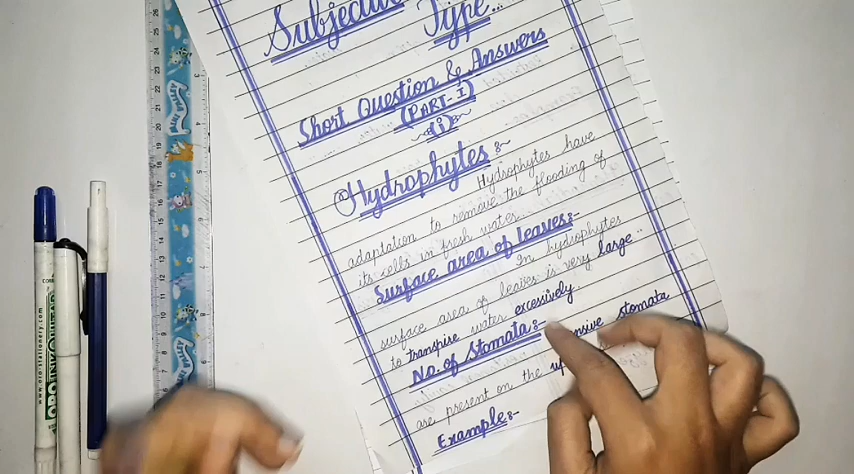 Subjective Type...
Short Question & Answers
(PART-I)
(i)
Hydrophytes:-
Hydrophytes have
adaptation to remove the flooding of
its cells in fresh water.
Surface area of leaves:-
In hydrophytes
surface area of leaves is very large
to transpire water excessively.
No. of Stomata:-
stomata
are present on the
Example:-